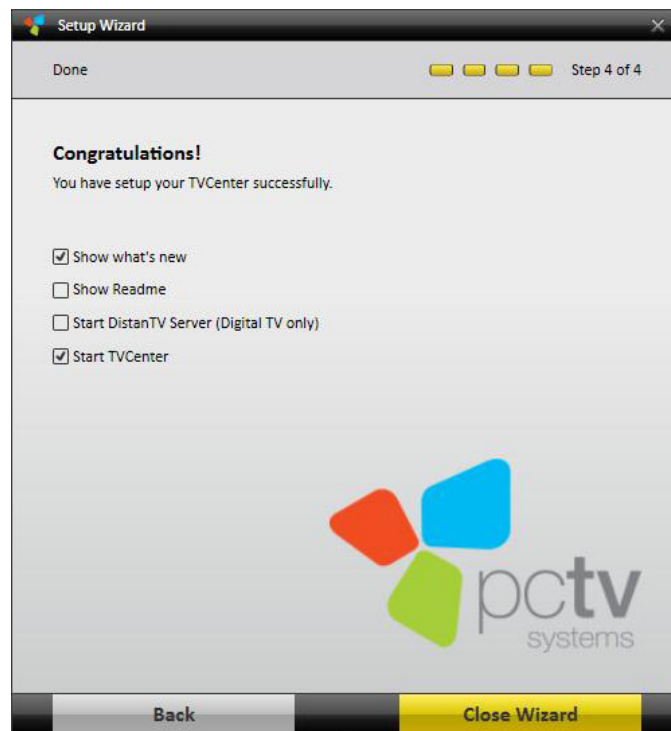 Setup Wizard
Done
Step 4 of 4
Congratulations!
You have setup your TVCenter successfully.
Show what's new
Show Readme
Start DistanTV Server (Digital TV only)
Start TVCenter
pctv
systems
Back
Close Wizard